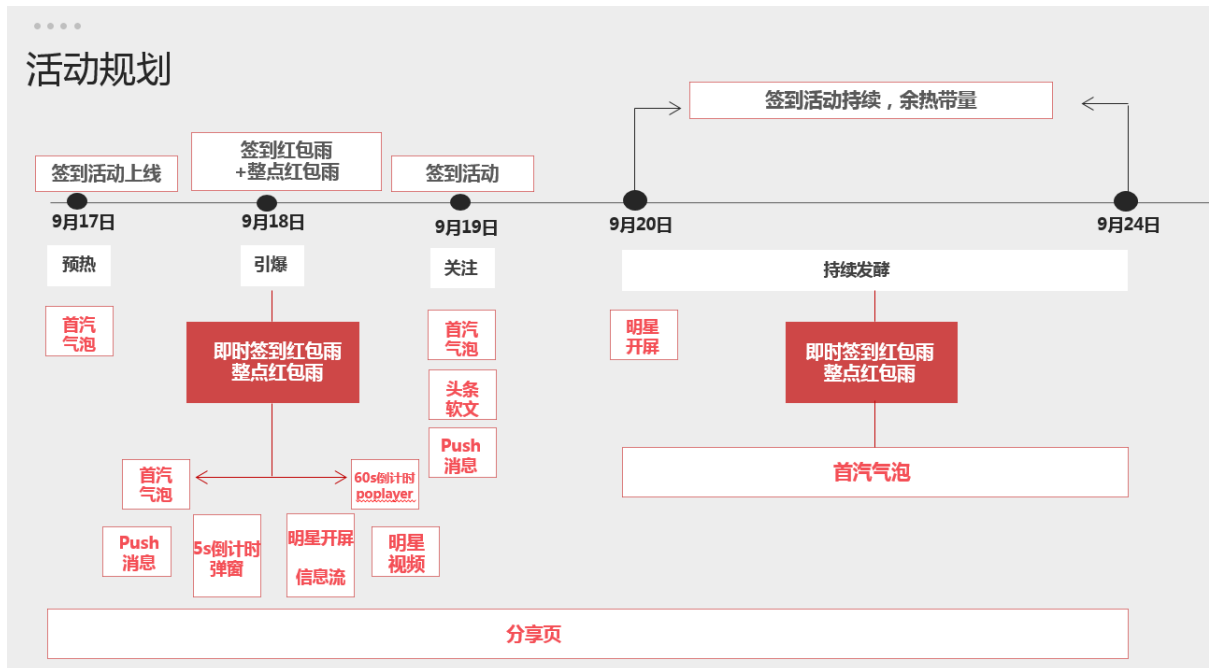 活动规划
签到活动持续，余热带量
签到活动上线
签到红包雨
+整点红包雨
签到活动
9月17日
9月18日
9月19日
9月20日
9月24日
预热
引爆
关注
持续发酵
首汽
气泡
即时签到红包雨
整点红包雨
首汽
气泡
头条
软文
Push
消息
明星
开屏
即时签到红包雨
整点红包雨
首汽气泡
首汽
气泡
60s倒计时
poplayer
Push
消息
5s倒计时
弹窗
明星开屏
信息流
明星
视频
分享页